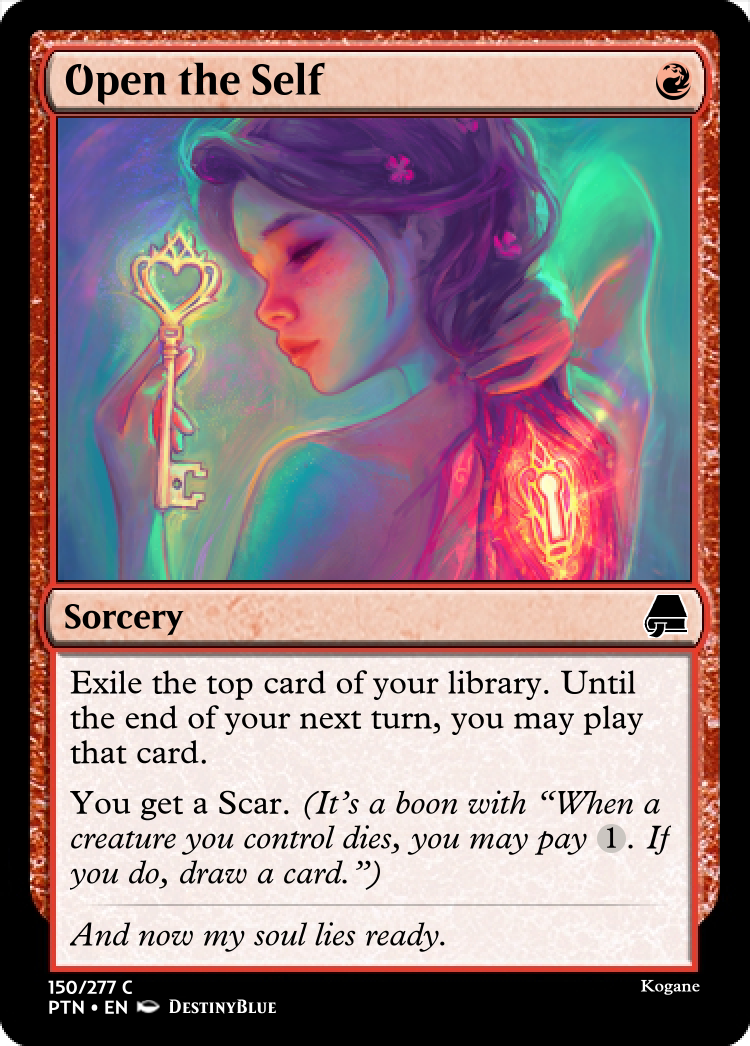 Open the Self
Sorcery
Exile the top card of your library. Until
the end of your next turn, you may play
that card.
You get a Scar. (It's a boon with “When a
creature you control dies, you may pay 1. If
you do, draw a card.”)
And now my soul lies ready.
150/277 C
Kogane
PTN • EN DestinyBlue